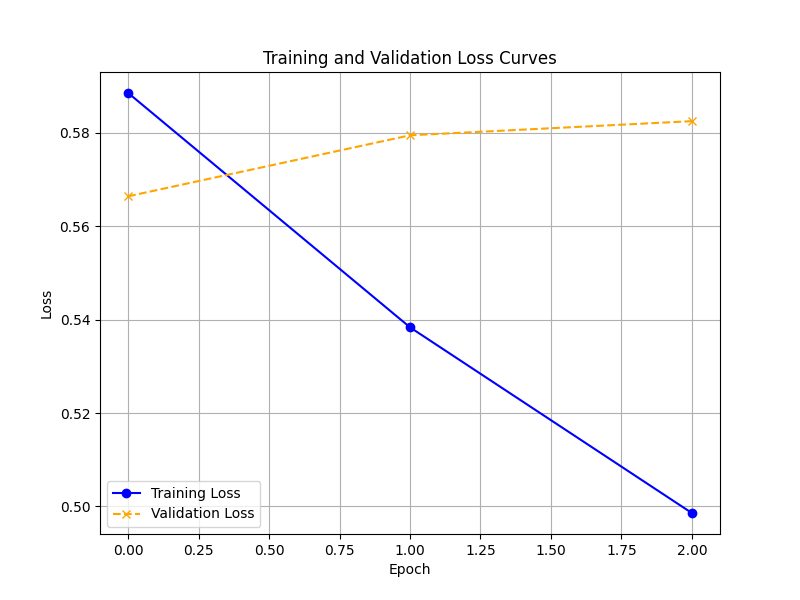 Training and Validation Loss Curves
0.58
0.56
0.54
0.52
0.50
Loss
Training Loss
Validation Loss
0.00 0.25 0.50 0.75 1.00 1.25 1.50 1.75 2.00
Epoch